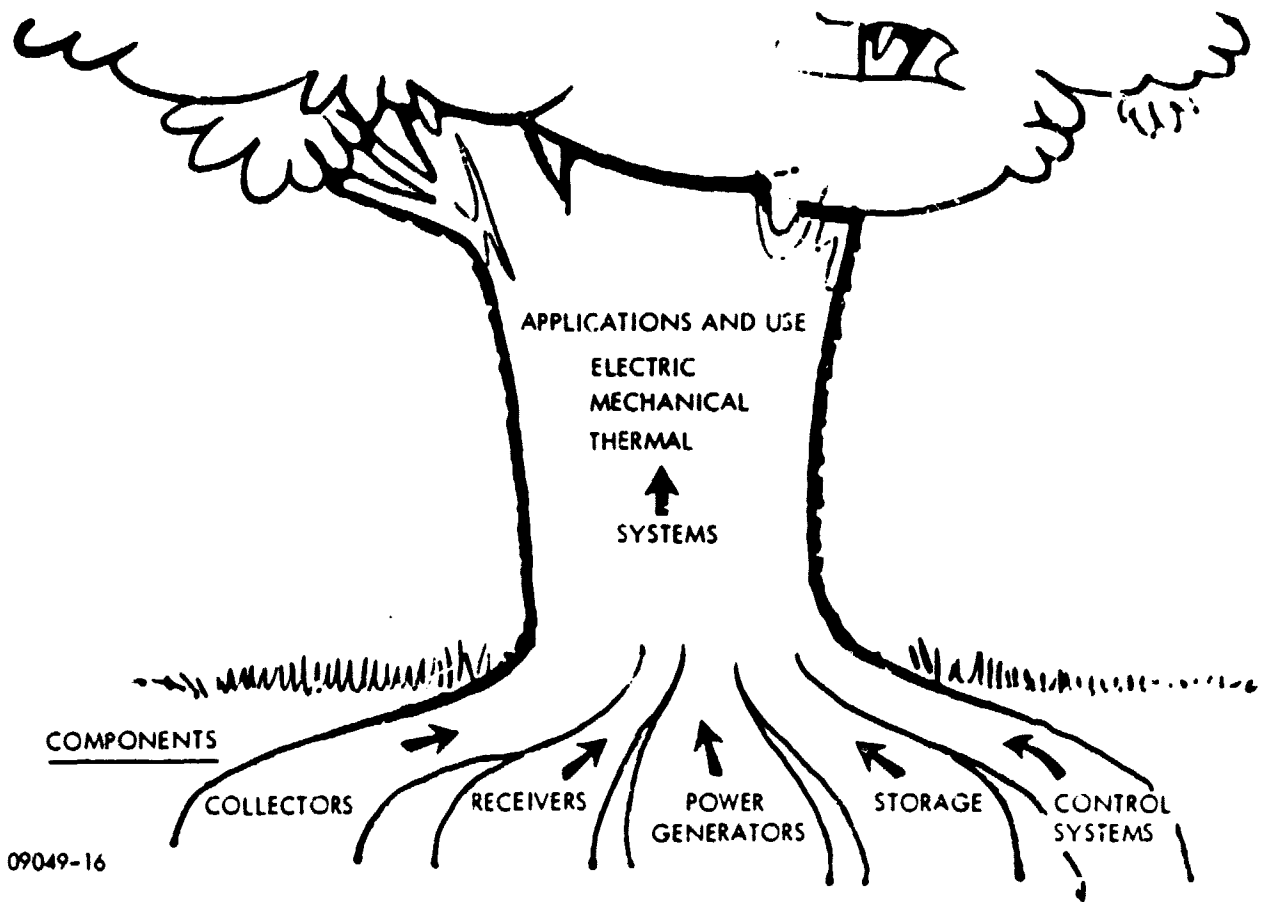 APPLICATIONS AND USE
ELECTRIC
MECHANICAL
THERMAL
SYSTEMS
COMPONENTS
COLLECTORS
RECEIVERS
POWER
GENERATORS
STORAGE
CONTROL
SYSTEMS
09049-16